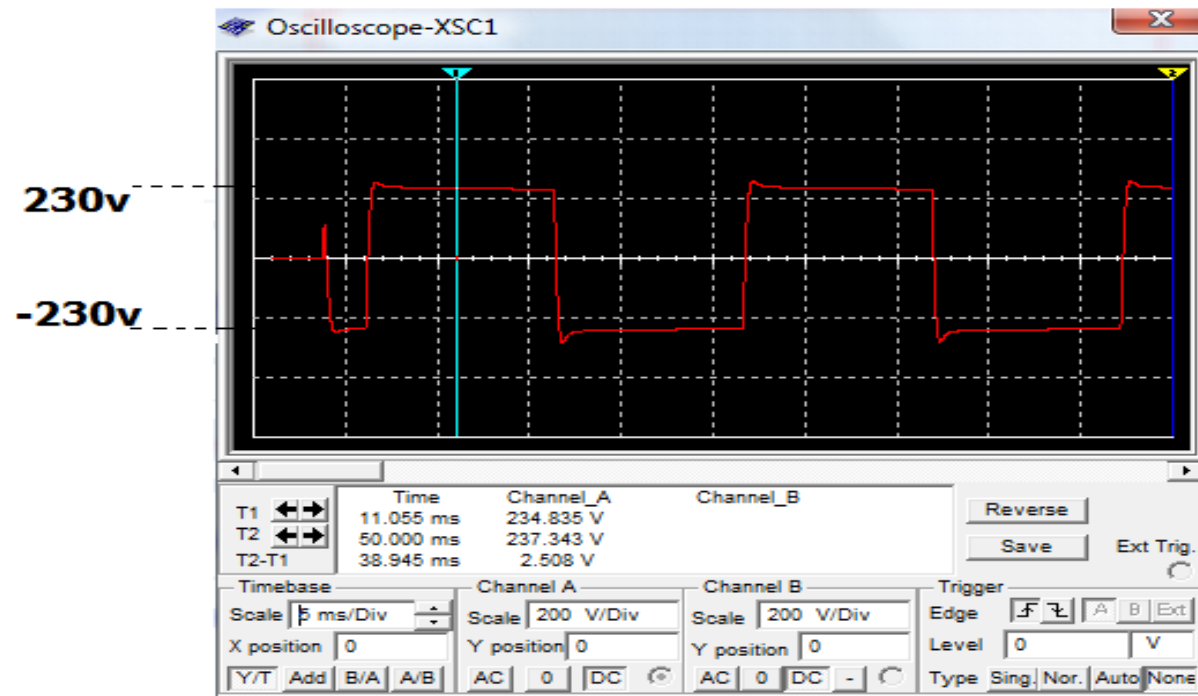 Oscilloscope-XSC1
X
1
2
230v
-230v
Time Channel_A Channel_B
T1 11.055 ms 234.835 V
T2 50.000 ms 237.343 V
T2-T1 38.945 ms 2.508 V
Reverse
Save
Ext Trig.
Timebase
Scale 5 ms/Div
X position 0
Y/T Add B/A A/B
Channel A
Scale 200 V/Div
Y position 0
AC 0 DC
Channel B
Scale 200 V/Div
Y position 0
AC 0 DC -
Trigger
Edge A B Ext
Level 0 V
Type Sing. Nor. Auto None